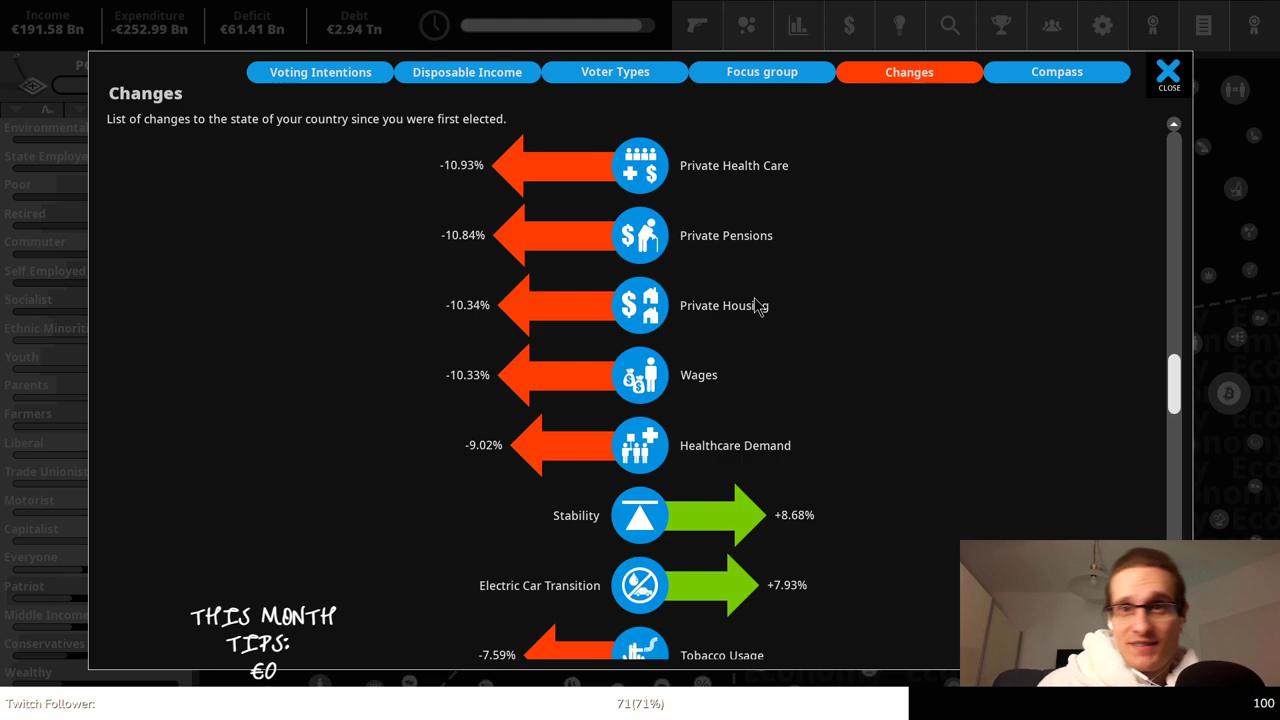 Income
€191.58 Bn
Expenditure
-€252.99 Bn
Deficit
€61.41 Bn
Debt
€2.94 Tn
Voting Intentions
Disposable Income
Voter Types
Focus group
Changes
Compass
CLOSE
Changes
List of changes to the state of your country since you were first elected.
-10.93% Private Health Care
-10.84% Private Pensions
-10.34% Private Housing
-10.33% Wages
-9.02% Healthcare Demand
Stability +8.68%
Electric Car Transition +7.93%
-7.59% Tobacco Usage
Environmental
State Employe
Poor
Retired
Commuter
Self Employed
Socialist
Ethnic Minoriti
Youth
Parents
Farmers
Liberal
Trade Unionist
Motorist
Capitalist
Everyone
Patriot
Middle Income
Conservatives
Wealthy
THIS MONTH
TIPS:
€0
Twitch Follower:
71(71%)
100